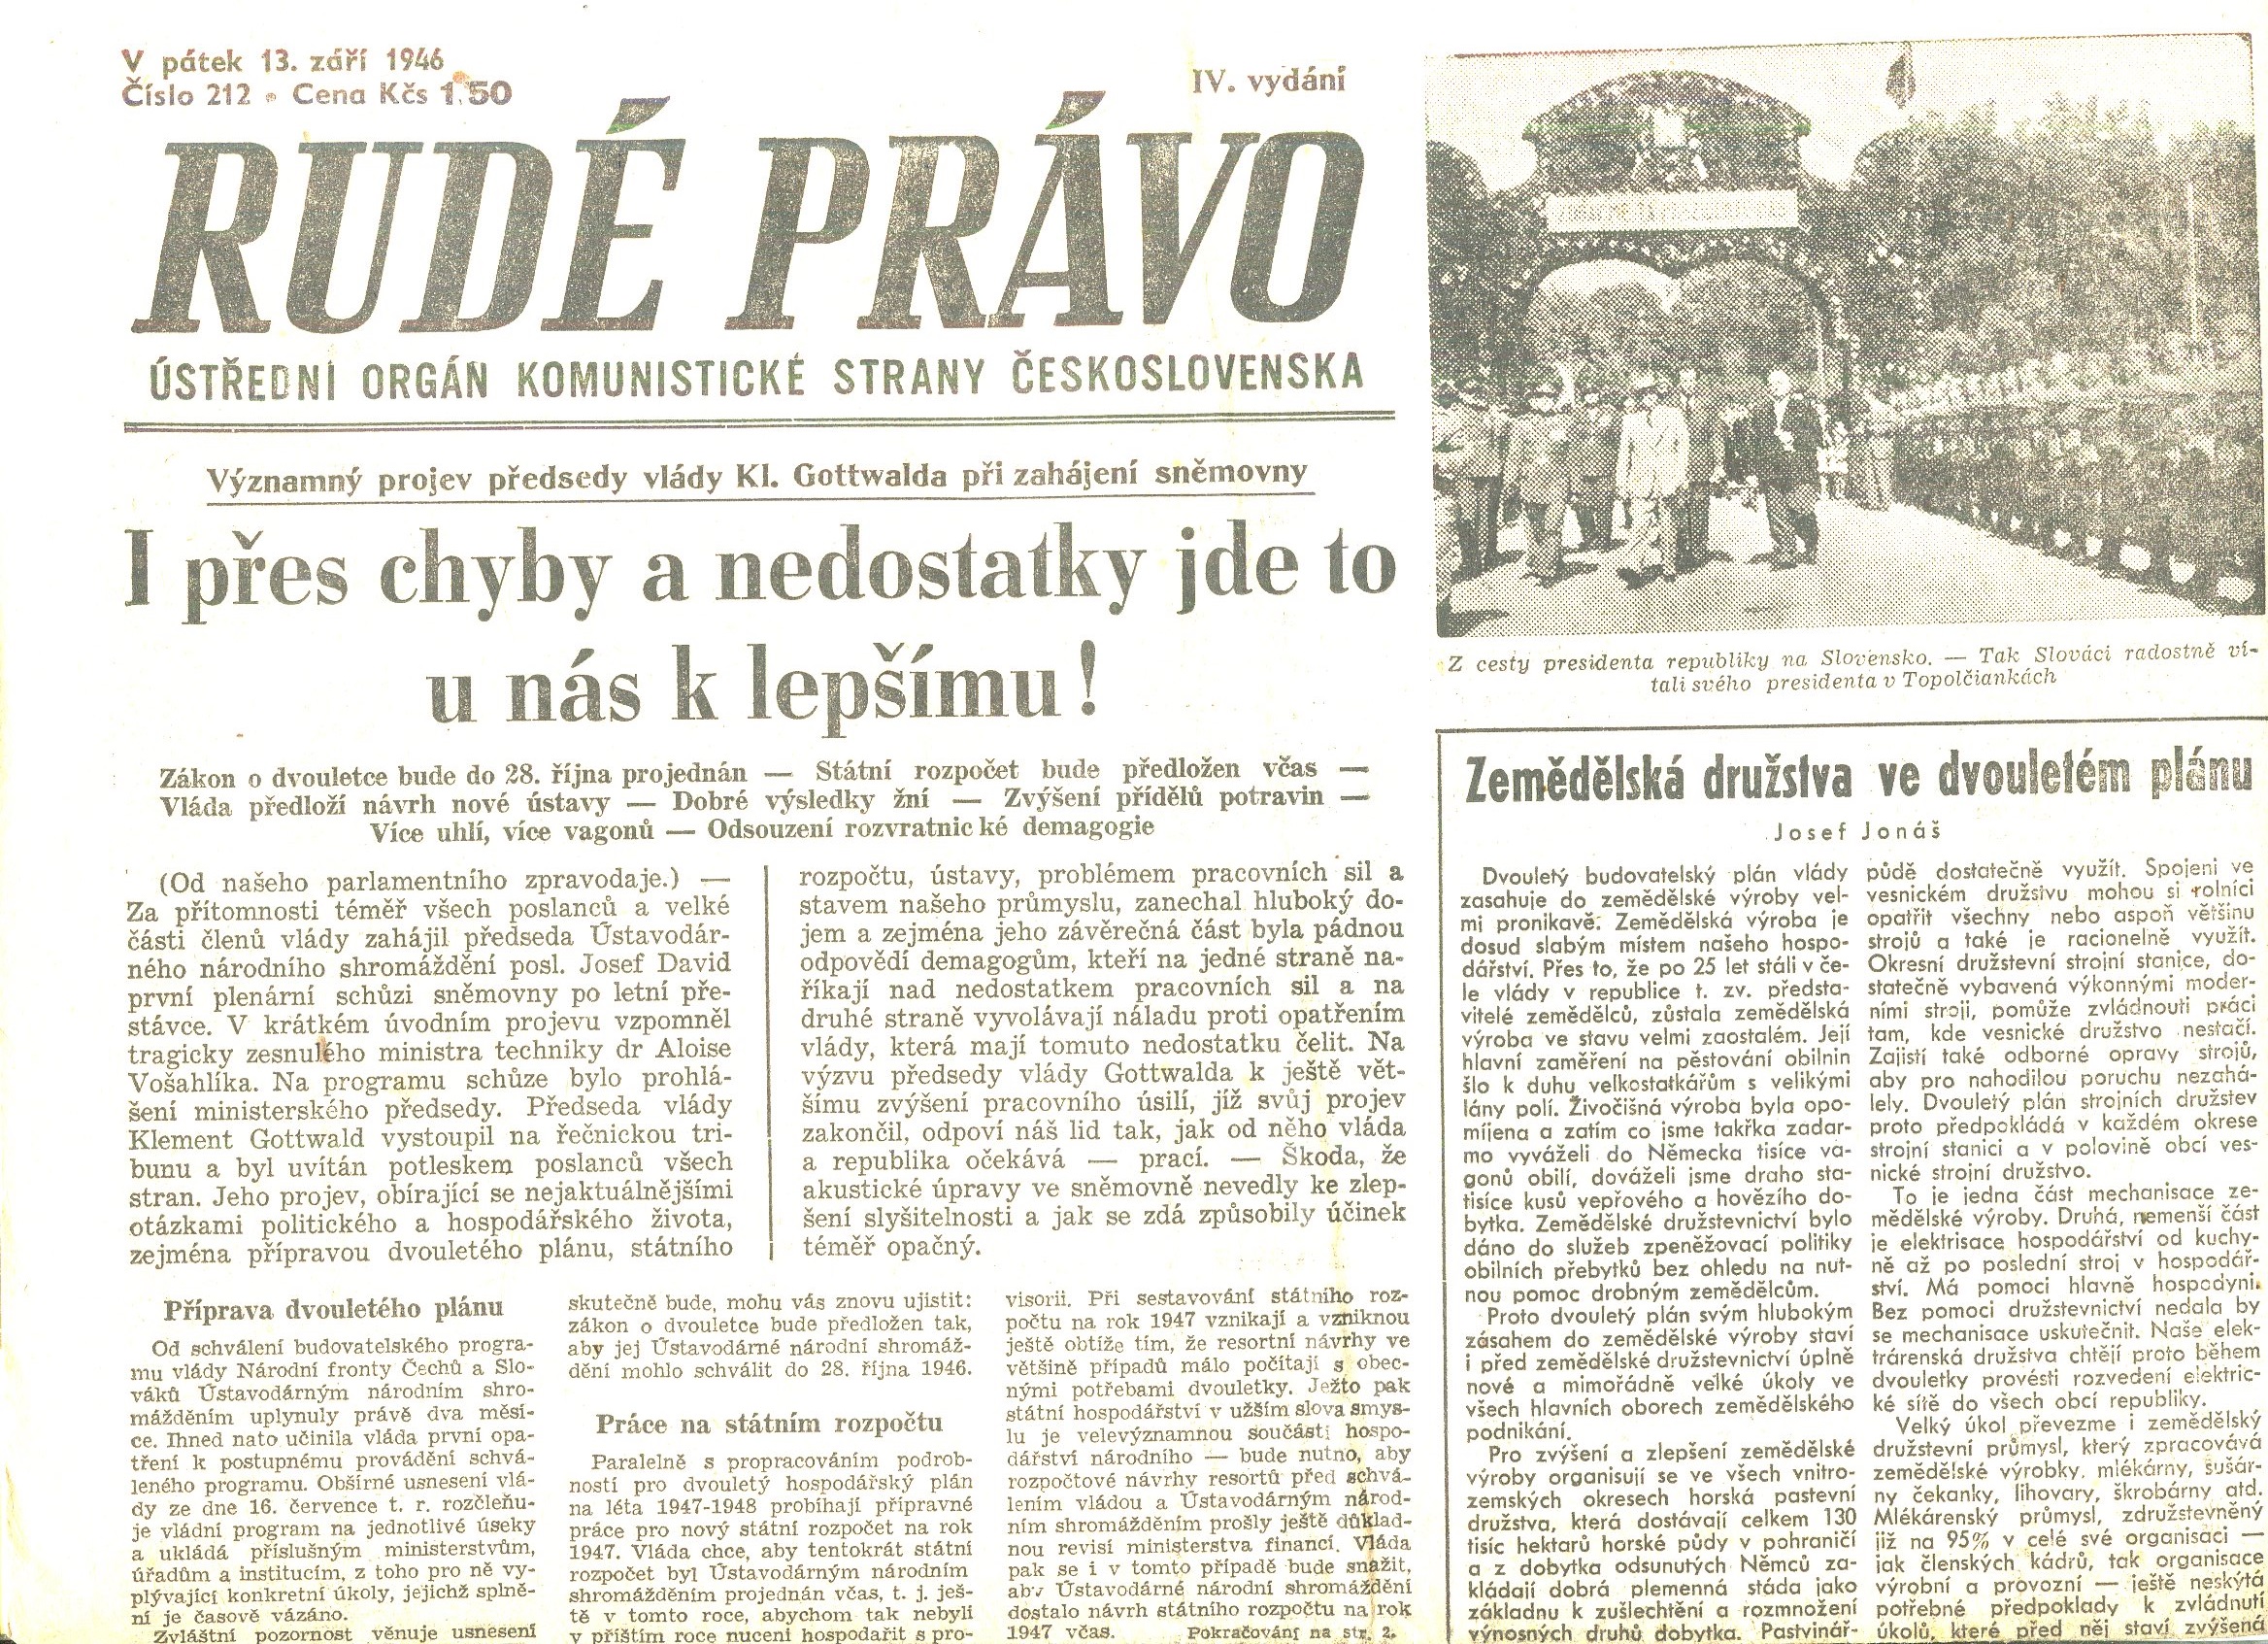 V pátek 13. září 1946
Číslo 212 • Cena Kčs 1.50
IV. vydání
RUDÉ PRÁVO
ÚSTŘEDNÍ ORGÁN KOMUNISTICKÉ STRANY ČESKOSLOVENSKA
Významný projev předsedy vlády Kl. Gottwalda při zahájení sněmovny
I přes chyby a nedostatky jde to
u nás k lepšímu!
Zákon o dvouletce bude do 28. října projednán — Státní rozpočet bude předložen včas —
Vláda předloží návrh nové ústavy — Dobré výsledky žní — Zvýšení přídělů potravin —
Více uhlí, více vagonů — Odsouzení rozvratnické demagogie
(Od našeho parlamentního zpravodaje.) —
Za přítomnosti téměř všech poslanců a velké
části členů vlády zahájil předseda Ústavodár-
ného národního shromáždění posl. Josef David
první plenární schůzi sněmovny po letní pře-
stávce. V krátkém úvodním projevu vzpomněl
tragicky zesnulého ministra techniky dr Aloise
Vošahlíka. Na programu schůze bylo prohlá-
šení ministerského předsedy. Předseda vlády
Klement Gottwald vystoupil na řečnickou tri-
bunu a byl uvítán potleskem poslanců všech
stran. Jeho projev, obírající se nejaktuálnějšími
otázkami politického a hospodářského života,
zejména přípravou dvouletého plánu, státního
rozpočtu, ústavy, problémem pracovních sil a
stavem našeho průmyslu, zanechal hluboký do-
jem a zejména jeho závěrečná část byla pádnou
odpovědí demagogům, kteří na jedné straně na-
říkají nad nedostatkem pracovních sil a na
druhé straně vyvolávají náladu proti opatřením
vlády, která mají tomuto nedostatku čelit. Na
výzvu předsedy vlády Gottwalda k ještě vět-
šímu zvýšení pracovního úsilí, jíž svůj projev
zakončil, odpoví náš lid tak, jak od něho vláda
a republika očekává — prací. — Škoda, že
akustické úpravy ve sněmovně nevedly ke zlep-
šení slyšitelnosti a jak se zdá způsobily účinek
téměř opačný.
Příprava dvouletého plánu
Od schválení budovatelského progra-
mu vlády Národní fronty Čechů a Slo-
váků Ústavodárným národním shro-
mážděním uplynuly právě dva měsí-
ce. Ihned nato učinila vláda první opa-
tření k postupnému provádění schvá-
leného programu. Obšírné usnesení vlá-
dy ze dne 16. července t. r. rozčleňu-
je vládní program na jednotlivé úseky
a ukládá příslušným ministerstvům,
úřadům a institucím, z toho pro ně vy-
plývající konkretní úkoly, jejichž splně-
ní je časově vázáno.
Zvláštní pozornost věnuje usnesení
skutečně bude, mohu vás znovu ujistit:
zákon o dvouletce bude předložen tak,
aby jej Ústavodárné národní shromáž-
dění mohlo schválit do 28. října 1946.
Práce na státním rozpočtu
Paralelně s propracováním podrob-
ností pro dvouletý hospodářský plán
na léta 1947-1948 probíhají přípravné
práce pro nový státní rozpočet na rok
1947. Vláda chce, aby tentokrát státní
rozpočet byl Ústavodárným národním
shromážděním projednán včas, t. j. ješ-
tě v tomto roce, abychom tak nebyli
v příštím roce nuceni hospodařit s pro-
visorii. Při sestavování státního roz-
počtu na rok 1947 vznikají a vzniknou
ještě obtíže tím, že resortní návrhy ve
většině případů málo počítají s obec-
nými potřebami dvouletky. Ježto pak
státní hospodářství v užším slova smys-
lu je velevýznamnou součástí hospo-
dářství národního — bude nutno, aby
rozpočtové návrhy resortů před schvá-
lením vládou a Ústavodárným národ-
ním shromážděním prošly ještě důklad-
nou revisí ministerstva financí. Vláda
pak se i v tomto případě bude snažit,
aby Ústavodárné národní shromáždění
dostalo návrh státního rozpočtu na rok
1947 včas. Pokračování na str. 2.
Z cesty presidenta republiky na Slovensko. — Tak Slováci radostně ví-
tali svého presidenta v Topolčiankách
Zemědělská družstva ve dvouletém plánu
Josef Jonáš
Dvouletý budovatelský plán vlády
zasahuje do zemědělské výroby vel-
mi pronikavě. Zemědělská výroba je
dosud slabým místem našeho hospo-
dářství. Přes to, že po 25 let stáli v če-
le vlády v republice t. zv. předsta-
vitelé zemědělců, zůstala zemědělská
výroba ve stavu velmi zaostalém. Její
hlavní zaměření na pěstování obilnin
šlo k duhu velkostatkářům s velikými
lány polí. Živočišná výroba byla opo-
míjena a zatím co jsme takřka zadar-
mo vyváželi do Německa tisíce va-
gonů obilí, dováželi jsme draho sta-
tisíce kusů vepřového a hovězího do-
bytka. Zemědělské družstevnictví bylo
dáno do služeb zpeněžovací politiky
obilních přebytků bez ohledu na nut-
nou pomoc drobným zemědělcům.
Proto dvouletý plán svým hlubokým
zásahem do zemědělské výroby staví
i před zemědělské družstevnictví úplně
nové a mimořádně velké úkoly ve
všech hlavních oborech zemědělského
podnikání.
Pro zvýšení a zlepšení zemědělské
výroby organisují se ve všech vnitro-
zemských okresech horská pastevní
družstva, která dostávají celkem 130
tisíc hektarů horské půdy v pohraničí
a z dobytka odsunutých Němců za-
kládají dobrá plemenná stáda jako
základnu k zušlechtění a rozmnožení
výnosných druhů dobytka. Pastvinář-
půdě dostatečně využít. Spojeni ve
vesnickém družstvu mohou si rolníci
opatřit všechny nebo aspoň většinu
strojů a také je racionelně využít.
Okresní družstevní strojní stanice, do-
statečně vybavená výkonnými moder-
ními stroji, pomůže zvládnouti práci
tam, kde vesnické družstvo nestačí.
Zajistí také odborné opravy strojů,
aby pro nahodilou poruchu nezahá-
lely. Dvouletý plán strojních družstev
proto předpokládá v každém okrese
strojní stanici a v polovině obcí ves-
nické strojní družstvo.
To je jedna část mechanisace ze-
mědělské výroby. Druhá, nemenší část
je elektrisace hospodářství od kuchy-
ně až po poslední stroj v hospodář-
ství. Má pomoci hlavně hospodyni.
Bez pomoci družstevnictví nedala by
se mechanisace uskutečnit. Naše elek-
trárenská družstva chtějí proto během
dvouletky provésti rozvedení elektric-
ké sítě do všech obcí republiky.
Velký úkol převezme i zemědělský
družstevní průmysl, který zpracovává
zemědělské výrobky. mlékárny, sušár-
ny čekanky, lihovary, škrobárny atd.
Mlékárenský průmysl, združstevněný
již na 95% v celé své organisaci —
jak členských kádrů, tak organisace
výrobní a provozní — ještě neskýtá
potřebné předpoklady k zvládnutí
úkolů, které před něj staví zvýšená